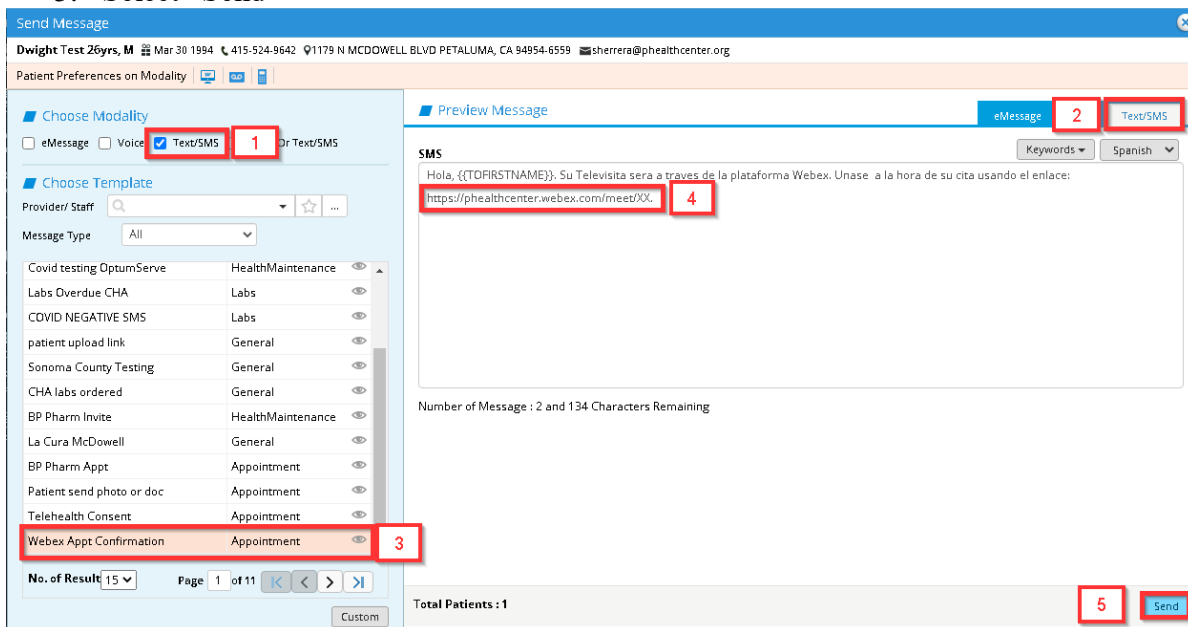 Send Message
Dwight Test 26yrs, M Mar 30 1994 415-524-9642 1179 N MCDOWELL BLVD PETALUMA, CA 94954-6559 sherrera@phealthcenter.org
Patient Preferences on Modality
Choose Modality
eMessage Voice Text/SMS 1 Or Text/SMS
Choose Template
Provider/ Staff ...
Message Type All
Covid testing OptumServe HealthMaintenance
Labs Overdue CHA Labs
COVID NEGATIVE SMS Labs
patient upload link General
Sonoma County Testing General
CHA labs ordered General
BP Pharm Invite HealthMaintenance
La Cura McDowell General
BP Pharm Appt Appointment
Patient send photo or doc Appointment
Telehealth Consent Appointment
Webex Appt Confirmation Appointment 3
No. of Result 15 Page 1 of 11
Custom
Preview Message
eMessage 2 Text/SMS
SMS Keywords Spanish
Hola, {{TOFIRSTNAME}}. Su Televisita sera a traves de la plataforma Webex. Unase a la hora de su cita usando el enlace:
https://phealthcenter.webex.com/meet/XX. 4
Number of Message : 2 and 134 Characters Remaining
Total Patients : 1 5 Send